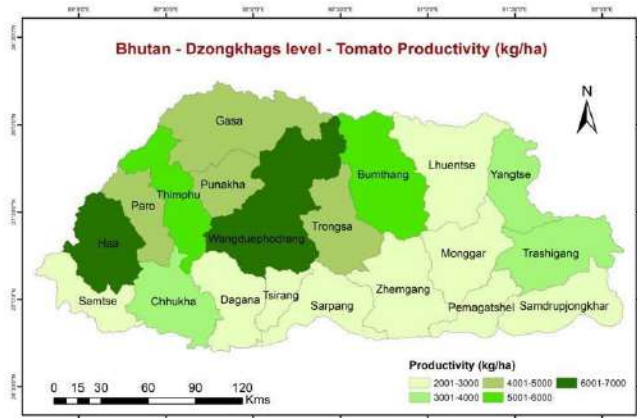 Bhutan - Dzongkhags level - Tomato Productivity (kg/ha)
N
Gasa
Lhuentse
Bumthang
Yangtse
Punakha
Thimphu
Paro
Trongsa
Wangduephodrang
Haa
Monggar
Trashigang
Zhemgang
Samtse
Chhukha
Dagana
Tsirang
Sarpang
Pemagatshel
Samdrupjongkhar
Productivity (kg/ha)
2001-3000 4001-5000 6001-7000
3001-4000 5001-6000
0 15 30 60 90 120
Kms